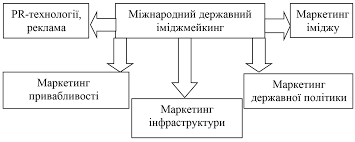 PR-технології,
реклама
Міжнародний державний
іміджмейкинг
Маркетинг
іміджу
Маркетинг
привабливості
Маркетинг
інфраструктури
Маркетинг
державної політики